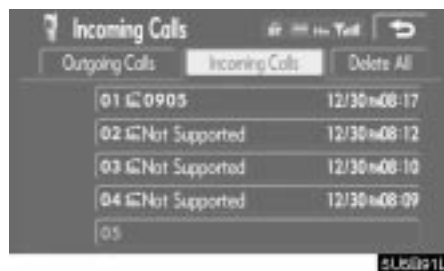 Incoming Calls
Outgoing Calls Incoming Calls Delete All
01 0905 12/30 08:17
02 Not Supported 12/30 08:12
03 Not Supported 12/30 08:10
04 Not Supported 12/30 08:09
05